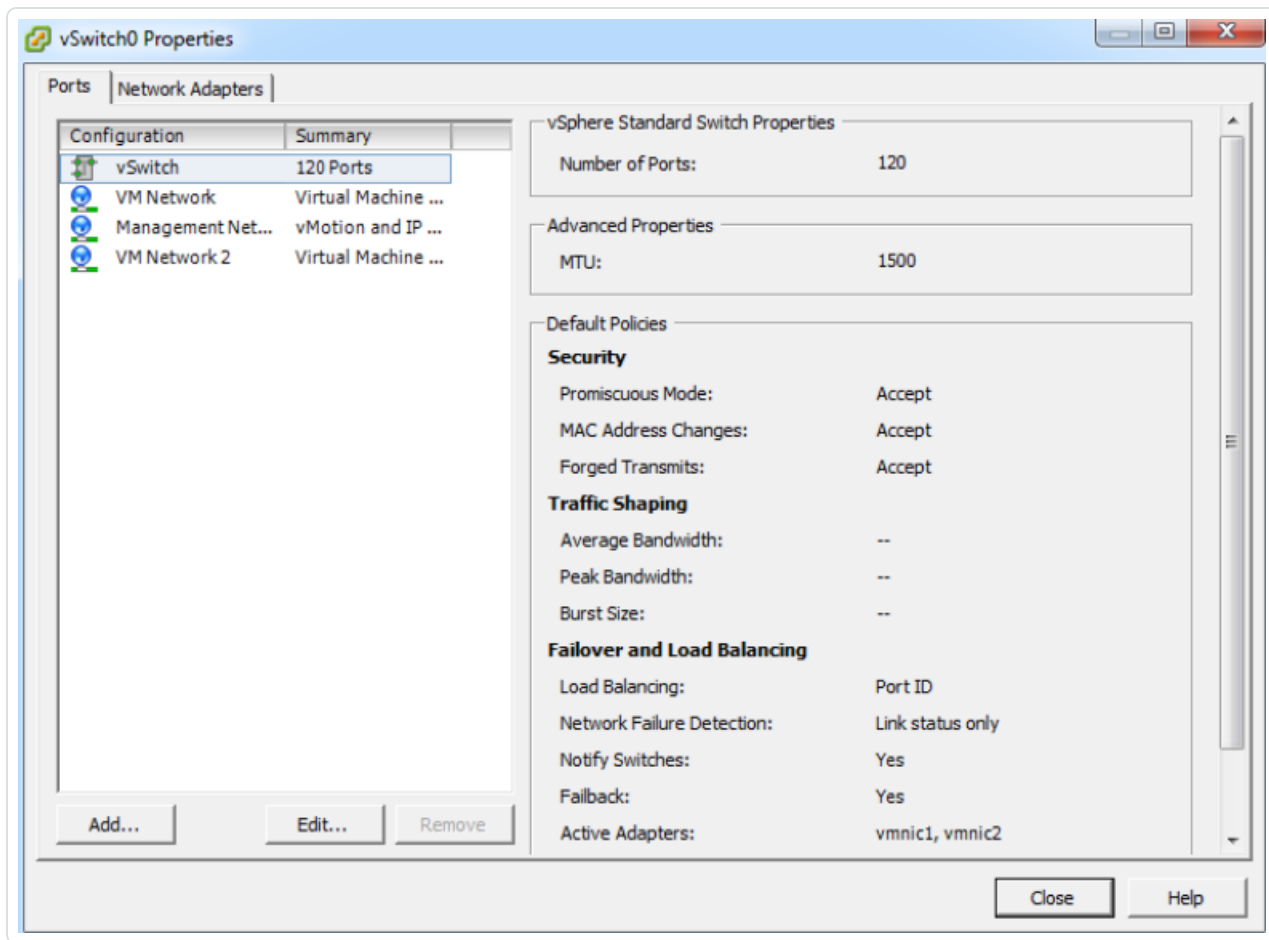 vSwitch0 Properties
Ports
Network Adapters
Configuration Summary
vSwitch 120 Ports
VM Network Virtual Machine ...
Management Net... vMotion and IP ...
VM Network 2 Virtual Machine ...
Add... Edit... Remove
vSphere Standard Switch Properties
Number of Ports: 120
Advanced Properties
MTU: 1500
Default Policies
Security
Promiscuous Mode: Accept
MAC Address Changes: Accept
Forged Transmits: Accept
Traffic Shaping
Average Bandwidth: --
Peak Bandwidth: --
Burst Size: --
Failover and Load Balancing
Load Balancing: Port ID
Network Failure Detection: Link status only
Notify Switches: Yes
Failback: Yes
Active Adapters: vmnic1, vmnic2
Close Help